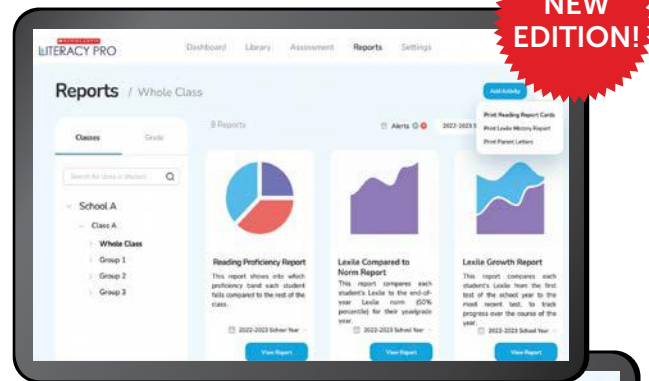 NEW
EDITION!
SCHOLASTIC
LITERACY PRO
Dashboard Library Assessment Reports Settings
Reports / Whole Class
Add Activity
Print Reading Report Cards
Print Lexile History Report
Print Parent Letters
Classes Grade
9 Reports
Alerts
2022-2023 S
Search for class or student
School A
Class A
Whole Class
Group 1
Group 2
Group 3
Reading Proficiency Report
This report shows into which
proficiency band each student
falls compared to the rest of the
class.
2022-2023 School Year
View Report
Lexile Compared to
Norm Report
This report compares each
student's Lexile to the end-of-
year Lexile norm (50%
percentile) for their year/grade
year.
2022-2023 School Year
View Report
Lexile Growth Report
This report compares each
student's Lexile from the first
test of the school year to the
most recent test, to track
progress over the course of the
year.
2022-2023 School Year
View Report